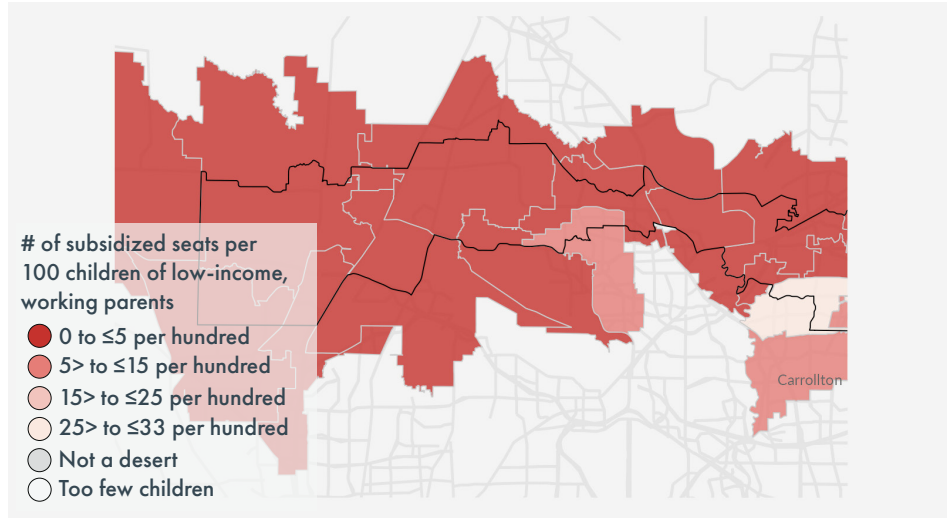 # of subsidized seats per
100 children of low-income,
working parents
0 to ≤5 per hundred
5> to ≤15 per hundred
15> to ≤25 per hundred
25> to ≤33 per hundred
Not a desert
Too few children
Carrollton